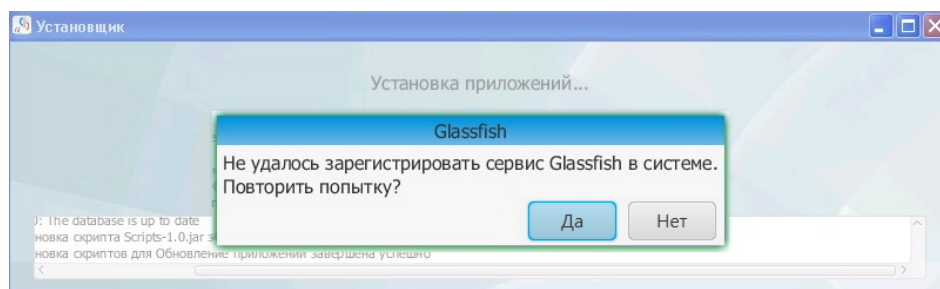 Установщик
Установка приложений...
Glassfish
Не удалось зарегистрировать сервис Glassfish в системе.
Повторить попытку?
Да
Нет
: The database is up to date
новка скрипта Scripts-1.0.jar
новка скриптов для Обновление приложений завершена успешно